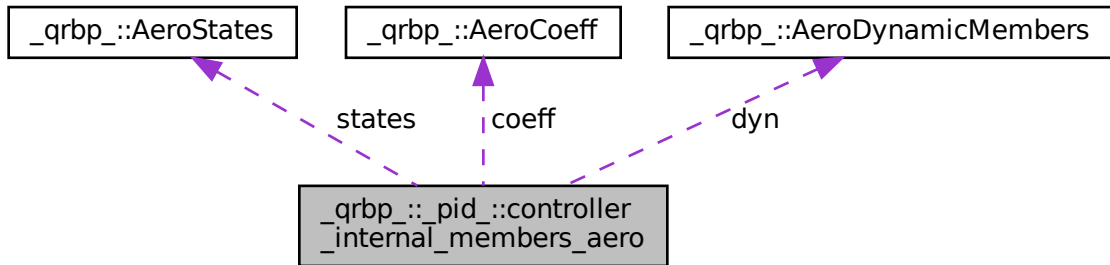 _qrbp_::AeroStates
_qrbp_::AeroCoeff
_qrbp_::AeroDynamicMembers
states
coeff
dyn
_qrbp_::_pid_::controller
_internal_members_aero